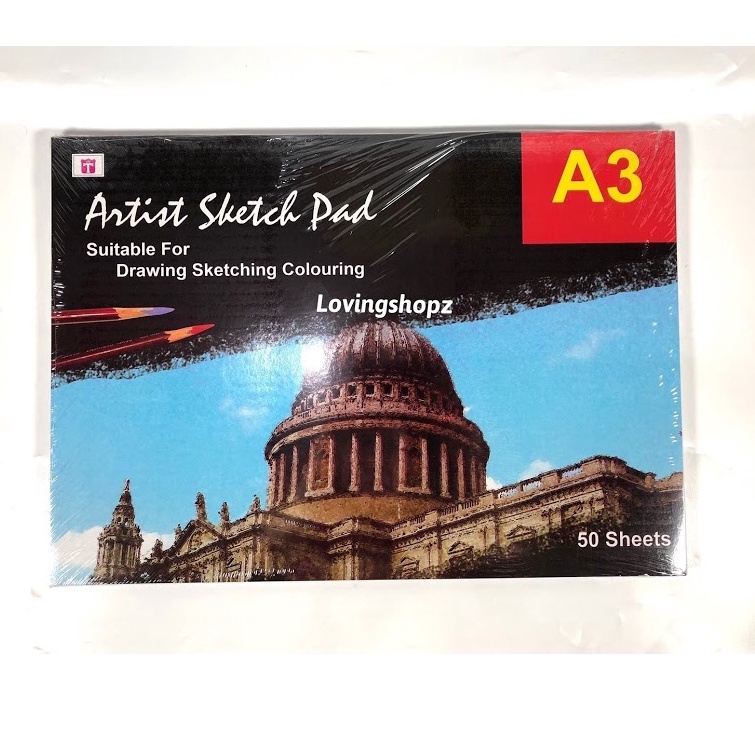 A3
Artist Sketch Pad
Suitable For
Drawing Sketching Colouring
Lovingshopz
50 Sheets